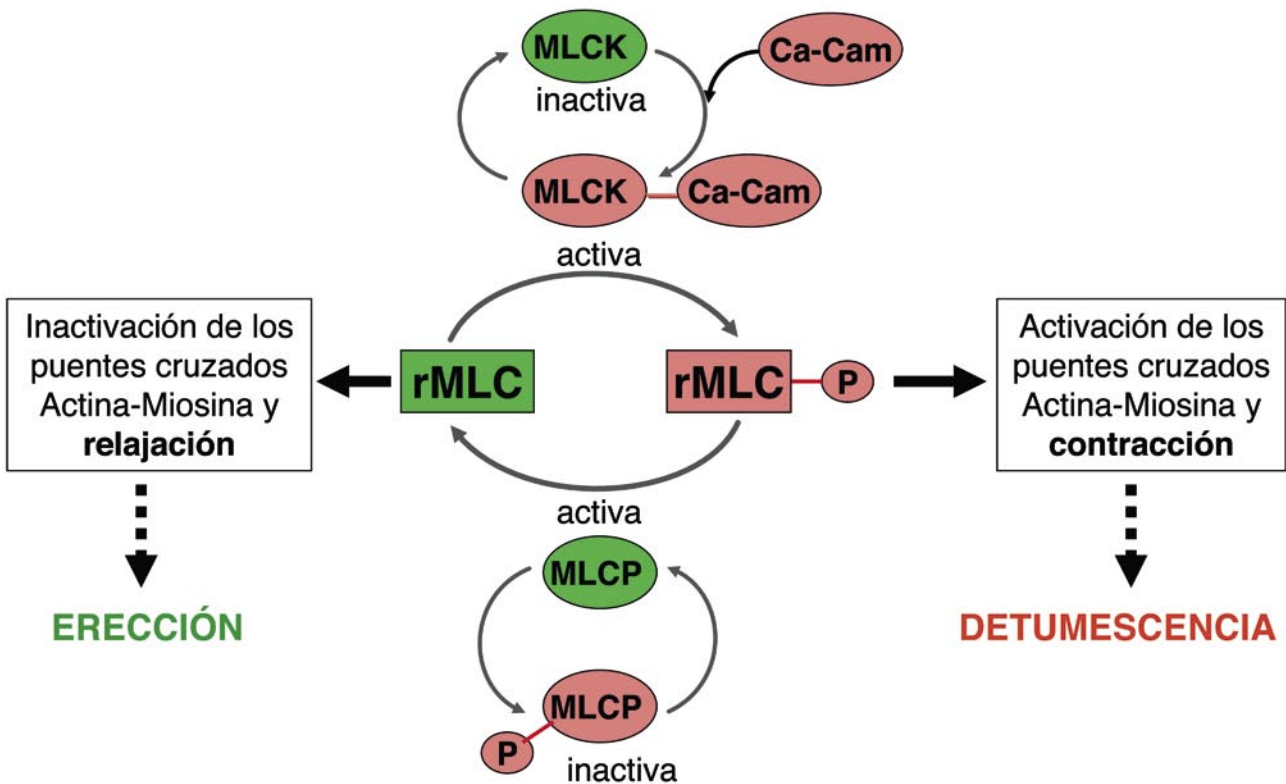 MLCK
Ca-Cam
inactiva
MLCK
Ca-Cam
activa
Inactivación de los
puentes cruzados
Actina-Miosina y
relajación
rMLC
rMLC
P
Activación de los
puentes cruzados
Actina-Miosina y
contracción
activa
MLCP
ERECCIÓN
DETUMESCENCIA
MLCP
P
inactiva